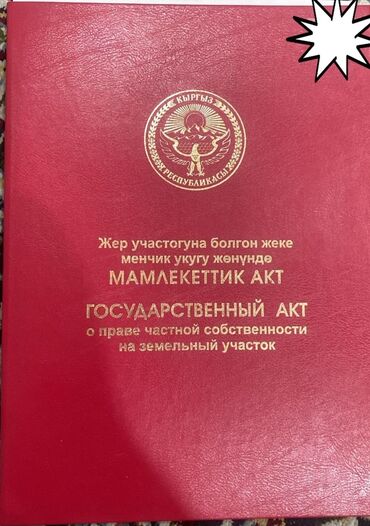 КЫРГЫЗ
РЕСПУБЛИКАСЫ
Жер участогуна болгон жеке
менчик укугу жөнүндө
МАМЛЕКЕТТИК АКТ
ГОСУДАРСТВЕННЫЙ АКТ
о праве частной собственности
на земельный участок